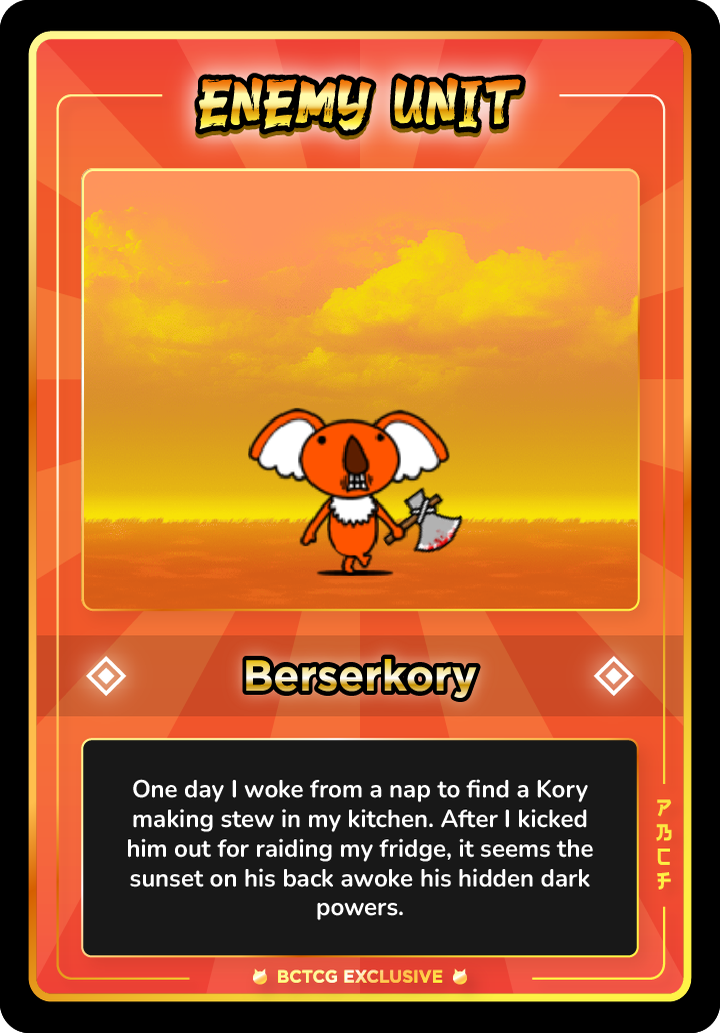 ENEMY UNIT
Berserkory
One day I woke from a nap to find a Kory
making stew in my kitchen. After I kicked
him out for raiding my fridge, it seems the
sunset on his back awoke his hidden dark
powers.
BCTCG EXCLUSIVE